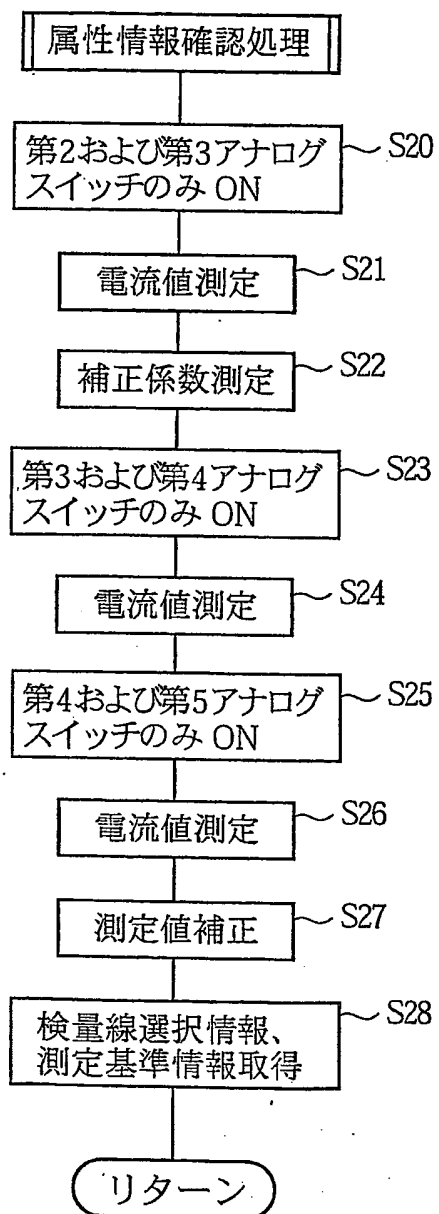 属性情報確認処理
第2および第3アナログ
スイッチのみ ON
S20
電流値測定
S21
補正係数測定
S22
第3および第4アナログ
スイッチのみ ON
S23
電流値測定
S24
第4および第5アナログ
スイッチのみ ON
S25
電流値測定
S26
測定値補正
S27
検量線選択情報、
測定基準情報取得
S28
リターン